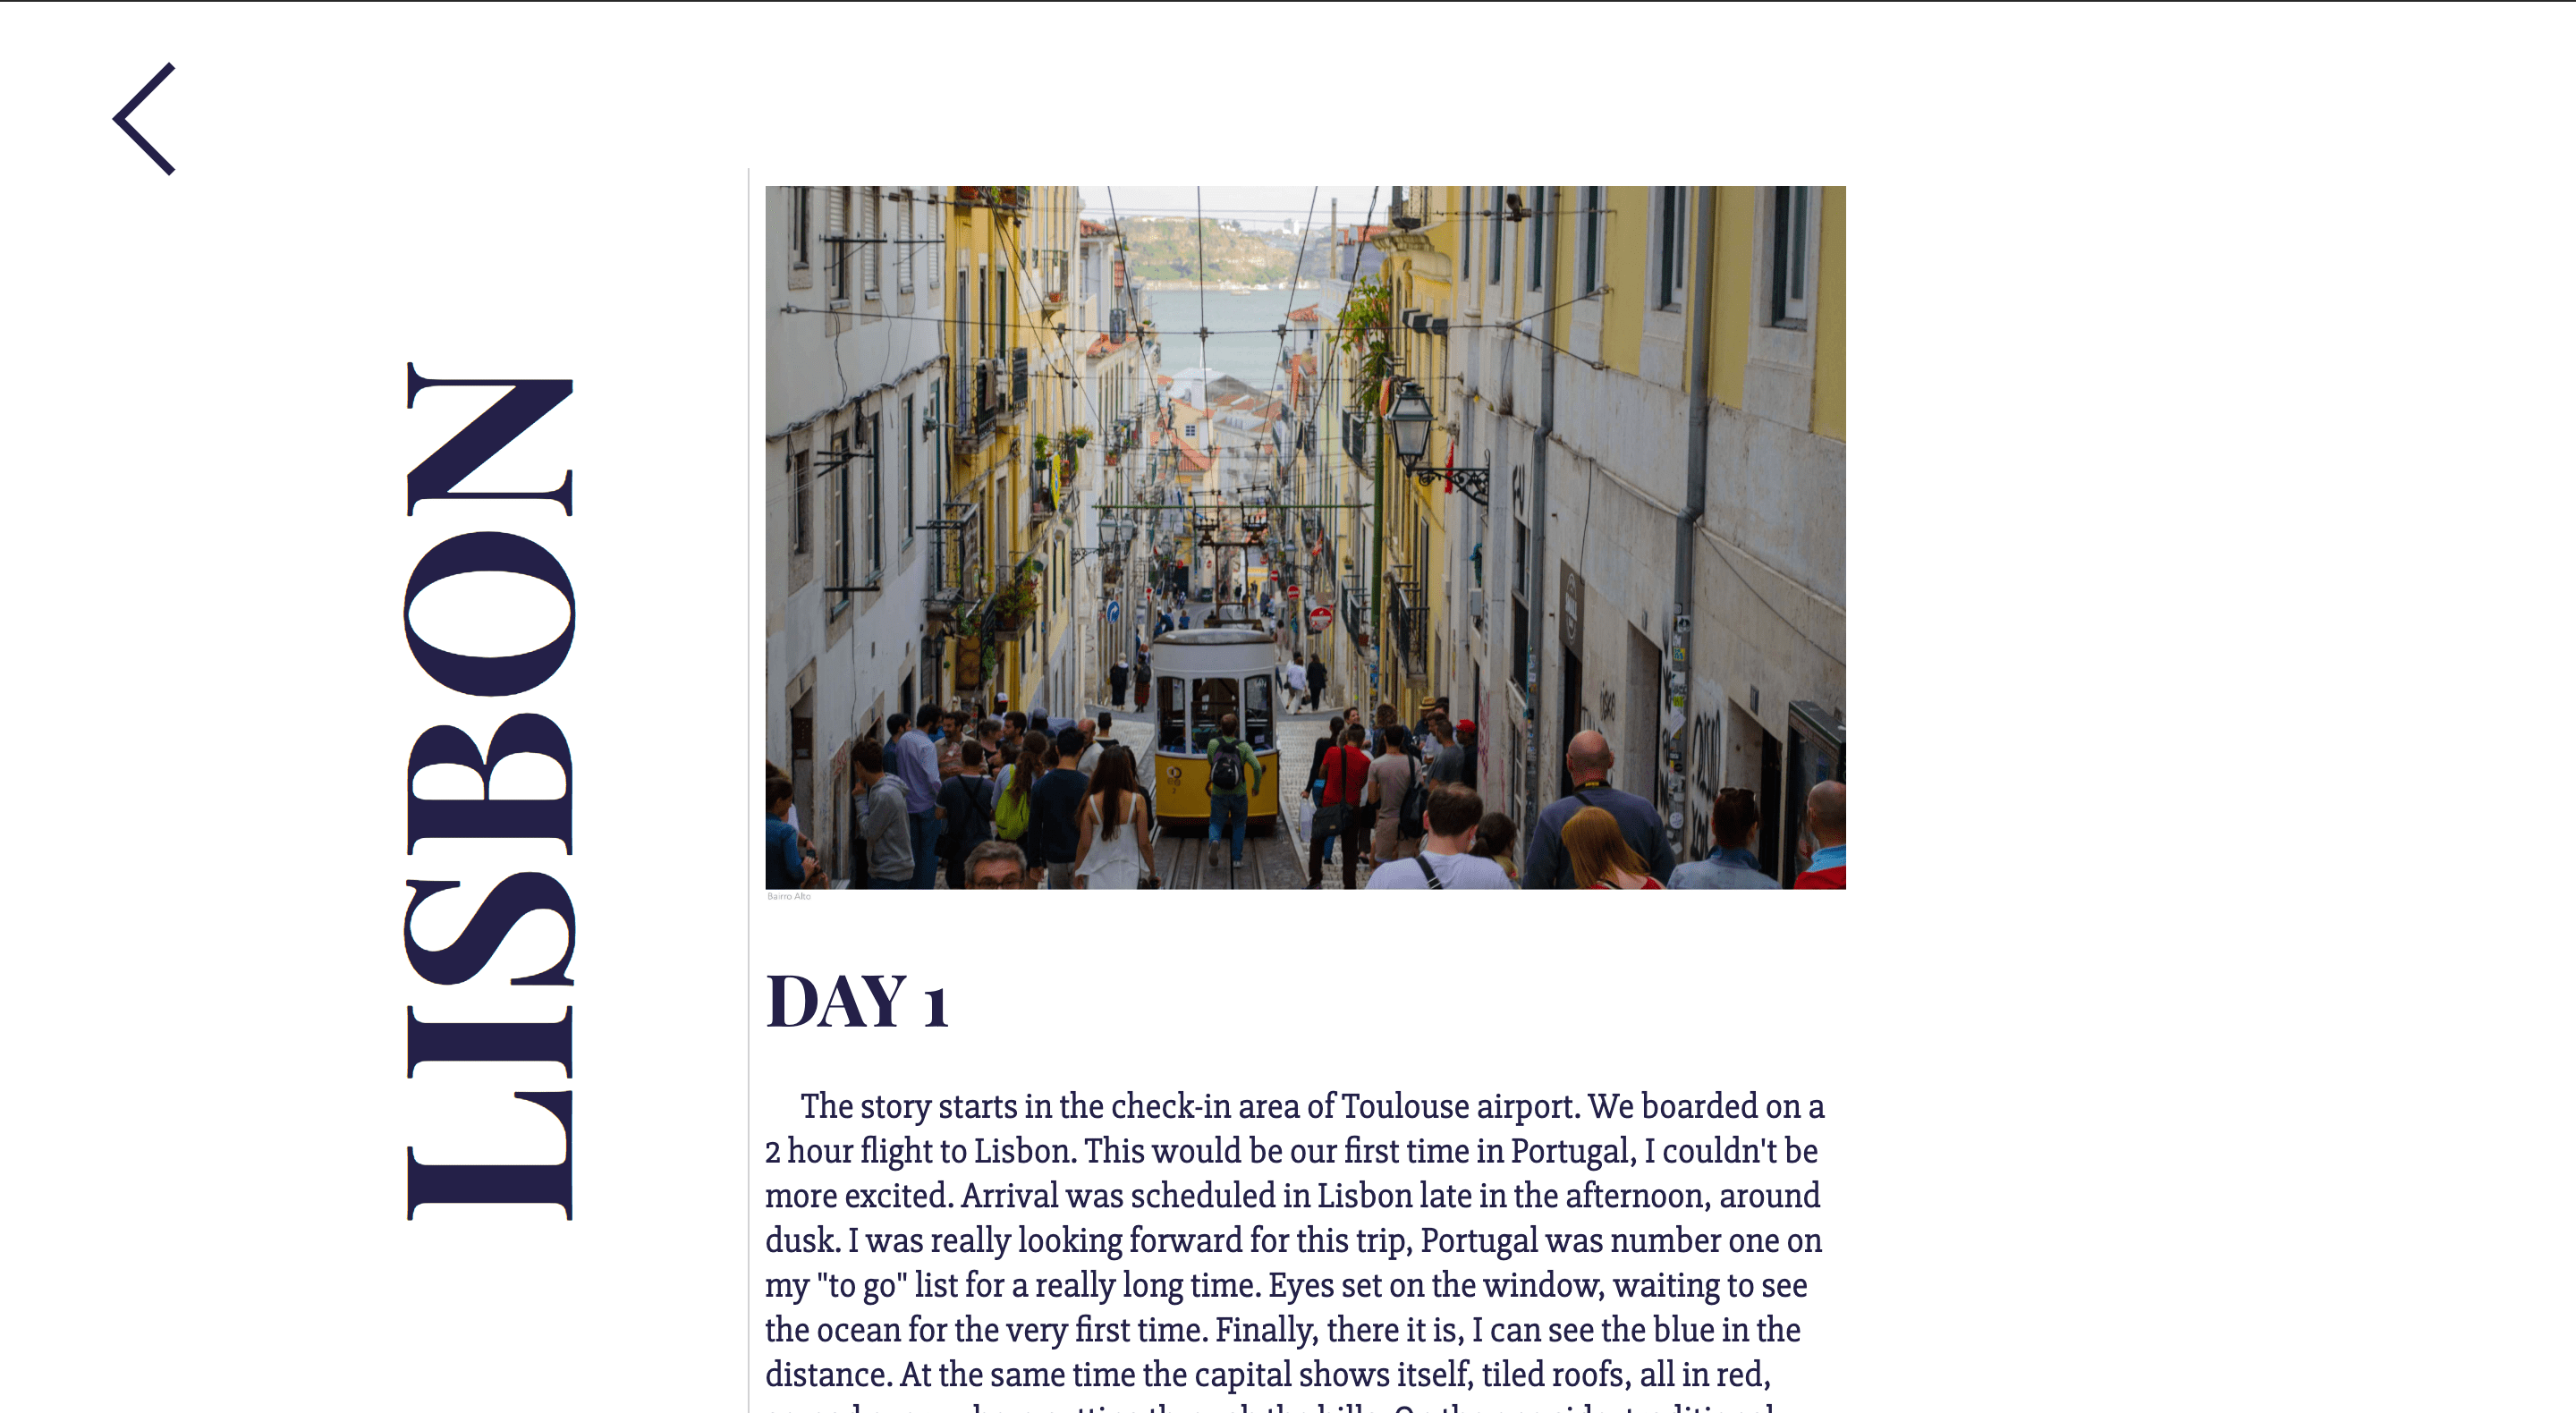 LISBON
Bairro Alto
DAY 1
The story starts in the check-in area of Toulouse airport. We boarded on a
2 hour flight to Lisbon. This would be our first time in Portugal, I couldn't be
more excited. Arrival was scheduled in Lisbon late in the afternoon, around
dusk. I was really looking forward for this trip, Portugal was number one on
my "to go" list for a really long time. Eyes set on the window, waiting to see
the ocean for the very first time. Finally, there it is, I can see the blue in the
distance. At the same time the capital shows itself, tiled roofs, all in red,